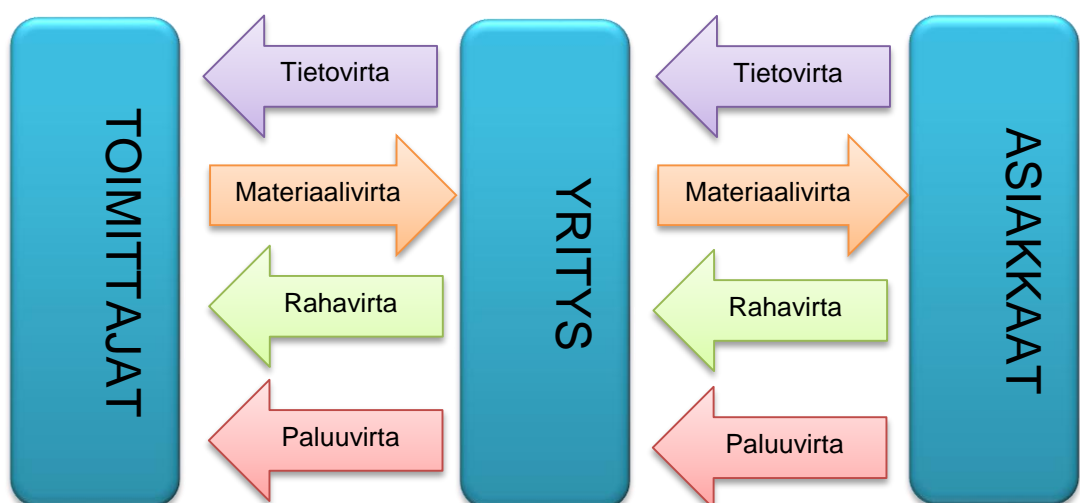 TOIMITTAJAT
Tietovirta
Materiaalivirta
Rahavirta
Paluuvirta
YRITYS
Tietovirta
Materiaalivirta
Rahavirta
Paluuvirta
ASIAKKAAT